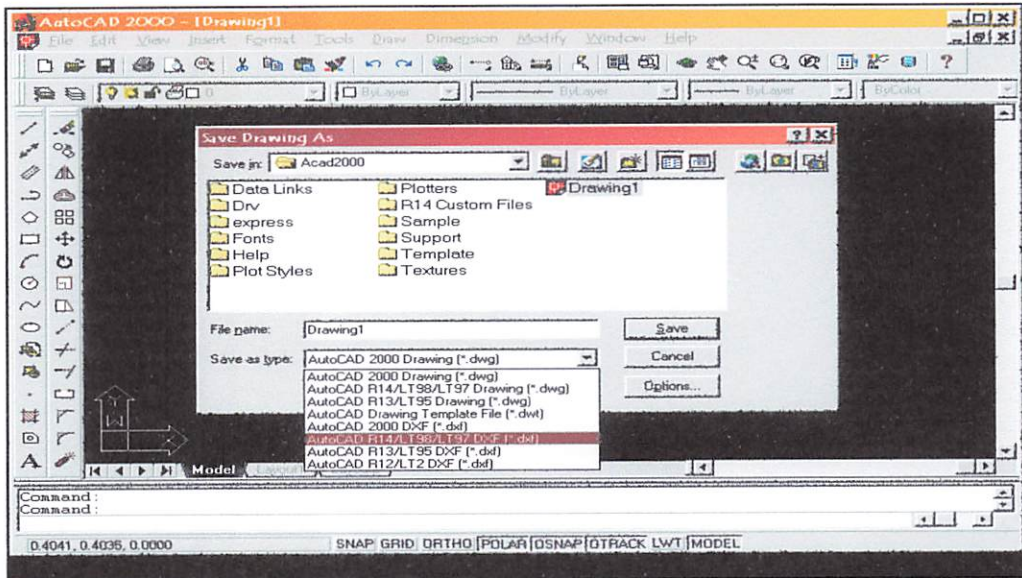 AutoCAD 2000 - [Drawing1]
File Edit View Insert Format Tools Draw Dimension Modify Window Help
0 ByLayer ByLayer ByLayer ByColor
Save Drawing As
Save in: Acad2000
Data Links Plotters Drawing1
Drv R14 Custom Files
express Sample
Fonts Support
Help Template
Plot Styles Textures
File name: Drawing1 Save
Save as type: AutoCAD 2000 Drawing (*.dwg) Cancel
AutoCAD 2000 Drawing (*.dwg)
AutoCAD R14/LT98/LT97 Drawing (*.dwg) Options...
AutoCAD R13/LT95 Drawing (*.dwg)
AutoCAD Drawing Template File (*.dwt)
AutoCAD 2000 DXF (*.dxf)
AutoCAD R14/LT98/LT97 DXF (*.dxf)
AutoCAD R13/LT95 DXF (*.dxf)
AutoCAD R12/LT2 DXF (*.dxf)
W
A
Model
Command:
Command:
0.4041, 0.4035, 0.0000 SNAP GRID ORTHO POLAR OSNAP OTRACK LWT MODEL